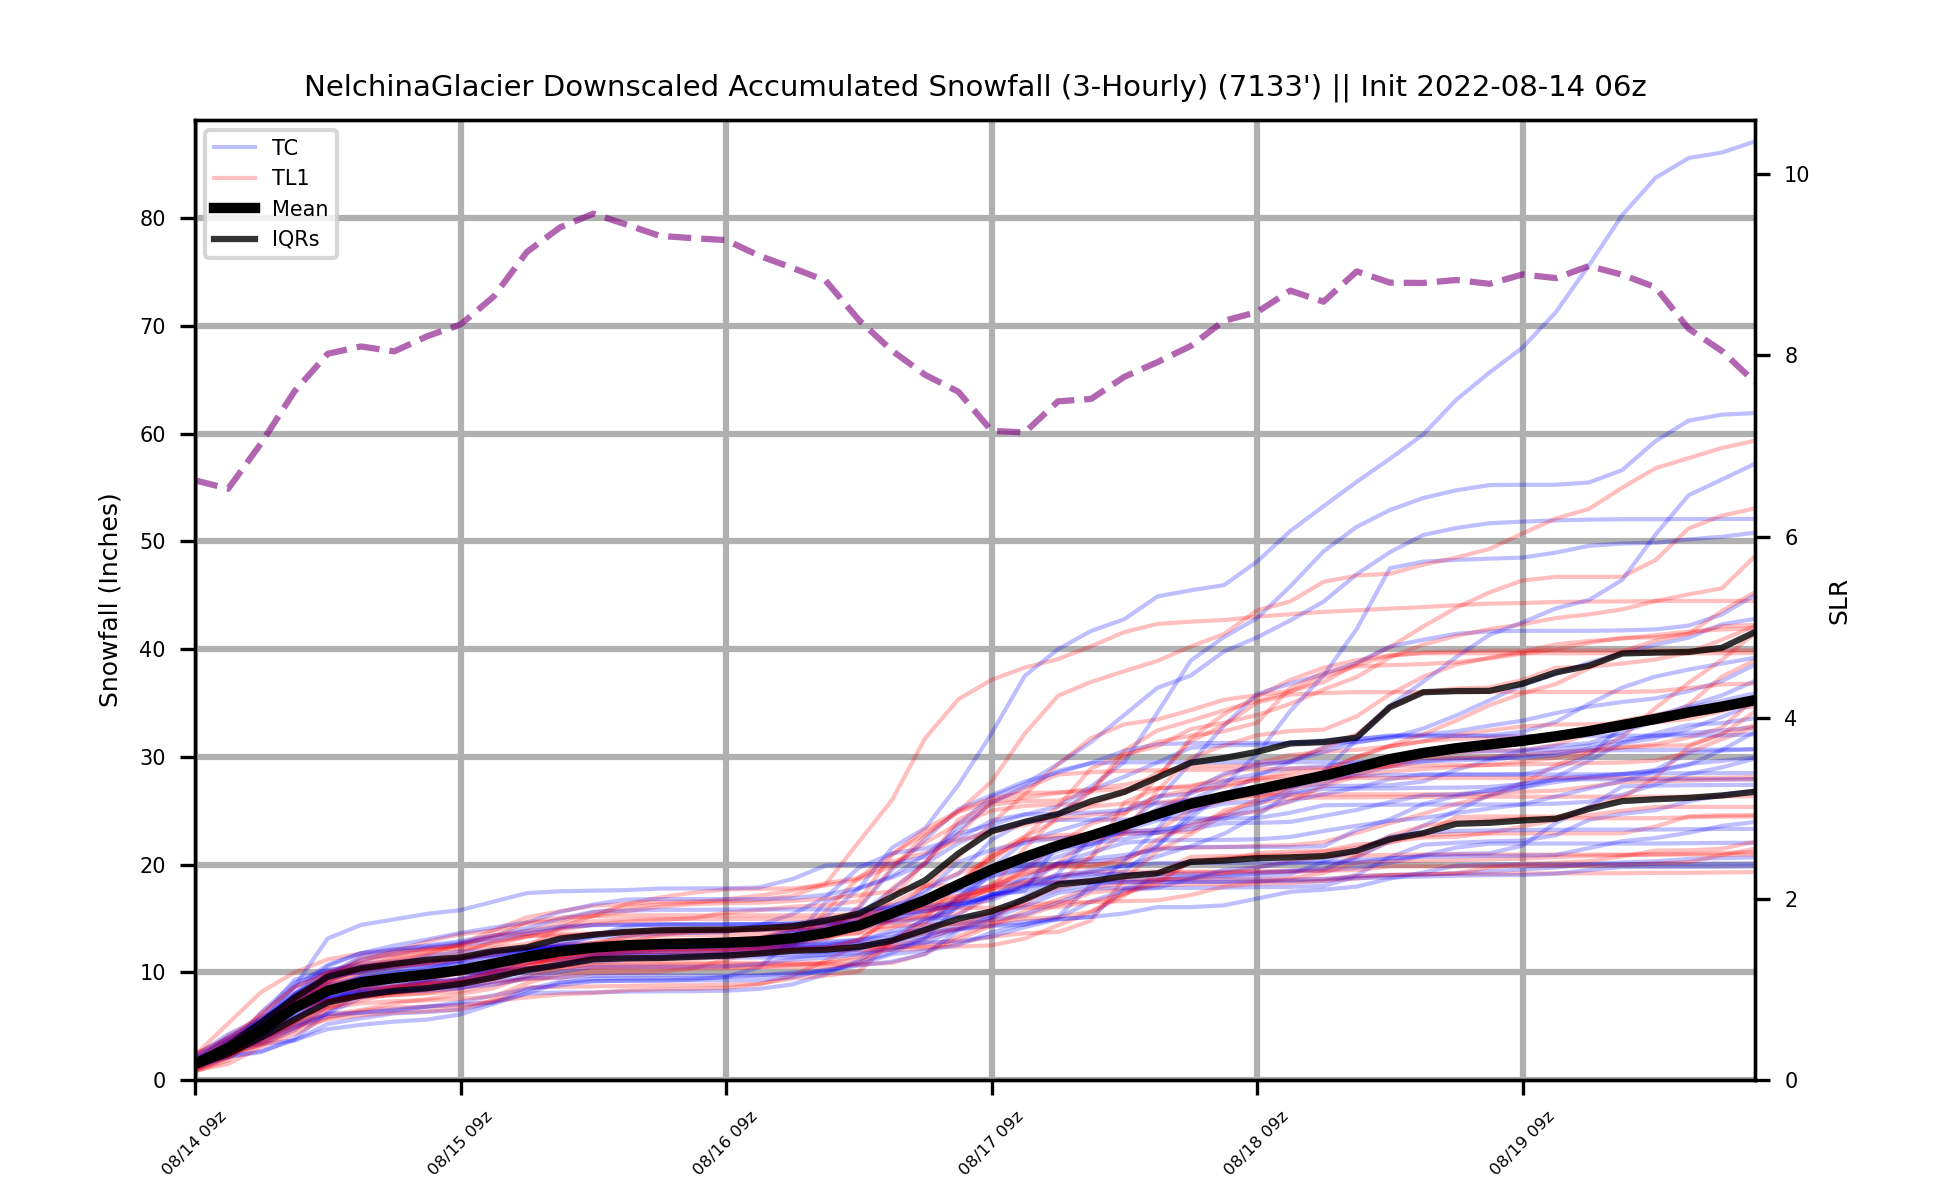 NelchinaGlacier Downscaled Accumulated Snowfall (3-Hourly) (7133') || Init 2022-08-14 06z
TC
TL1
Mean
IQRs
Snowfall (Inches)
80
70
60
50
40
30
20
10
0
SLR
10
8
6
4
2
0
08/14 09z
08/15 09z
08/16 09z
08/17 09z
08/18 09z
08/19 09z